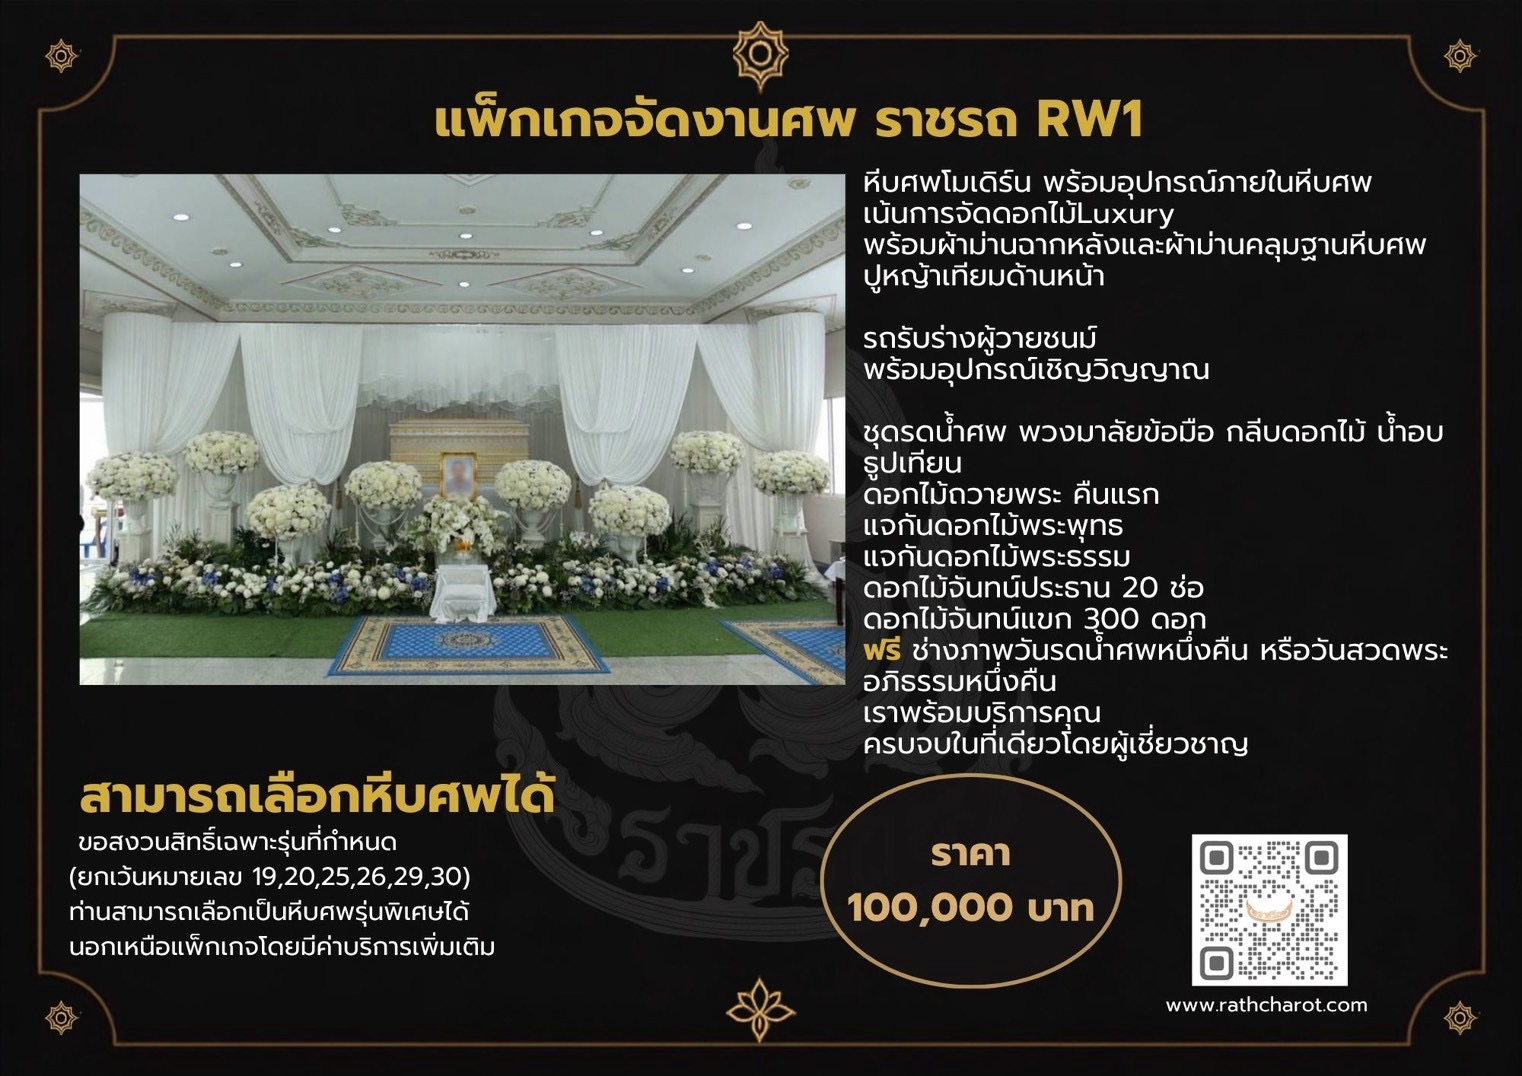 แพ็กเกจจัดงานศพ ราชรถ RW1
หีบศพโมเดิร์น พร้อมอุปกรณ์ภายในหีบศพ
เน้นการจัดดอกไม้Luxury
พร้อมผ้าม่านฉากหลังและผ้าม่านคลุมฐานหีบศพ
ปูหญ้าเทียมด้านหน้า
รถรับร่างผู้วายชนม์
พร้อมอุปกรณ์เชิญวิญญาณ
ชุดรดน้ำศพ พวงมาลัยข้อมือ กลีบดอกไม้ น้ำอบ
ธูปเทียน
ดอกไม้ถวายพระ คืนแรก
แจกันดอกไม้พระพุทธ
แจกันดอกไม้พระธรรม
ดอกไม้จันทน์ประธาน 20 ช่อ
ดอกไม้จันทน์แขก 300 ดอก
ฟรี ช่างภาพวันรดน้ำศพหนึ่งคืน หรือวันสวดพระ
อภิธรรมหนึ่งคืน
เราพร้อมบริการคุณ
ครบจบในที่เดียวโดยผู้เชี่ยวชาญ
สามารถเลือกหีบศพได้
ขอสงวนสิทธิ์เฉพาะรุ่นที่กำหนด
(ยกเว้นหมายเลข 19,20,25,26,29,30)
ท่านสามารถเลือกเป็นหีบศพรุ่นพิเศษได้
นอกเหนือแพ็กเกจโดยมีค่าบริการเพิ่มเติม
ราชรถ
ราคา
100,000 บาท
www.rathcharot.com